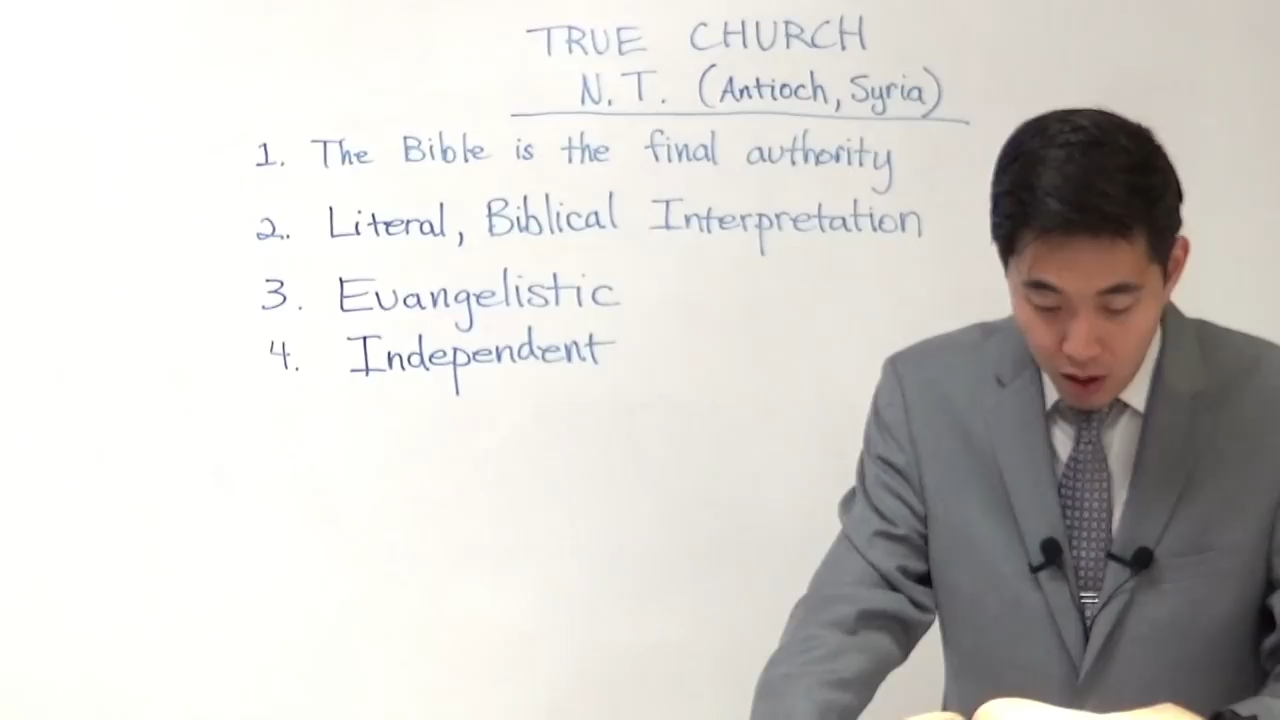 TRUE CHURCH
N.T. (Antioch, Syria)
1. The Bible is the final authority
2. Literal, Biblical Interpretation
3. Evangelistic
4. Independent